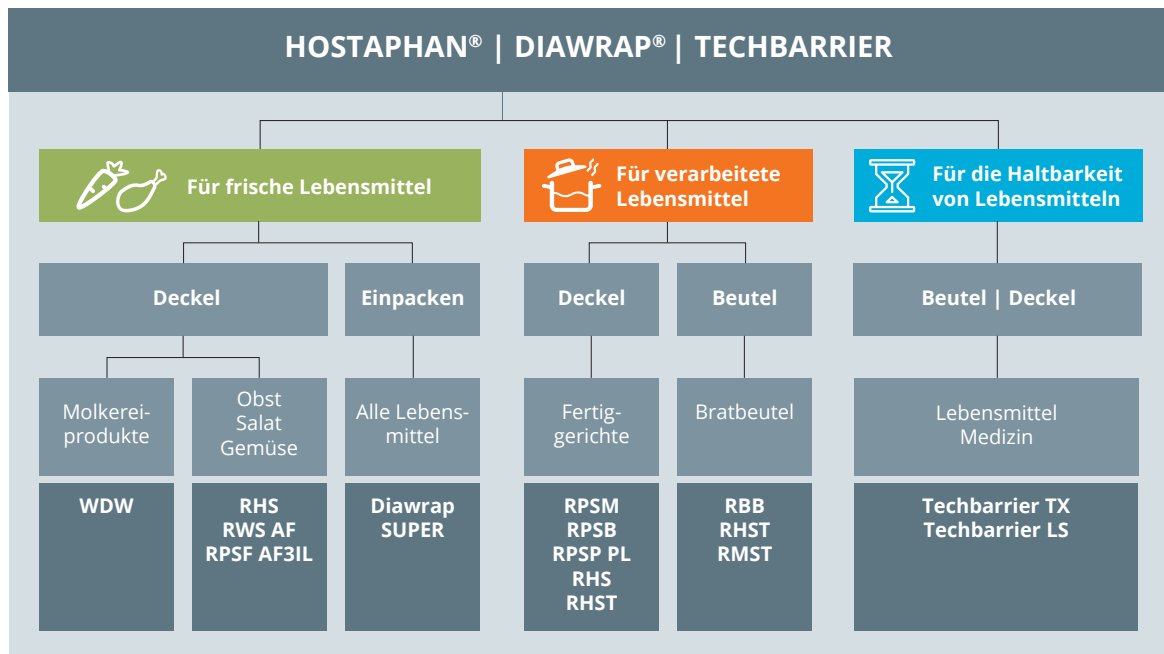 HOSTAPHAN® | DIAWRAP® | TECHBARRIER
Für frische Lebensmittel
Für verarbeitete
Lebensmittel
Für die Haltbarkeit
von Lebensmitteln
Deckel
Einpacken
Deckel
Beutel
Beutel | Deckel
Molkerei-
produkte
Obst
Salat
Gemüse
Alle Lebens-
mittel
Fertig-
gerichte
Bratbeutel
Lebensmittel
Medizin
WDW
RHS
RWS AF
RPSF AF3IL
Diawrap
SUPER
RPSM
RPSB
RPSP PL
RHS
RHST
RBB
RHST
RMST
Techbarrier TX
Techbarrier LS